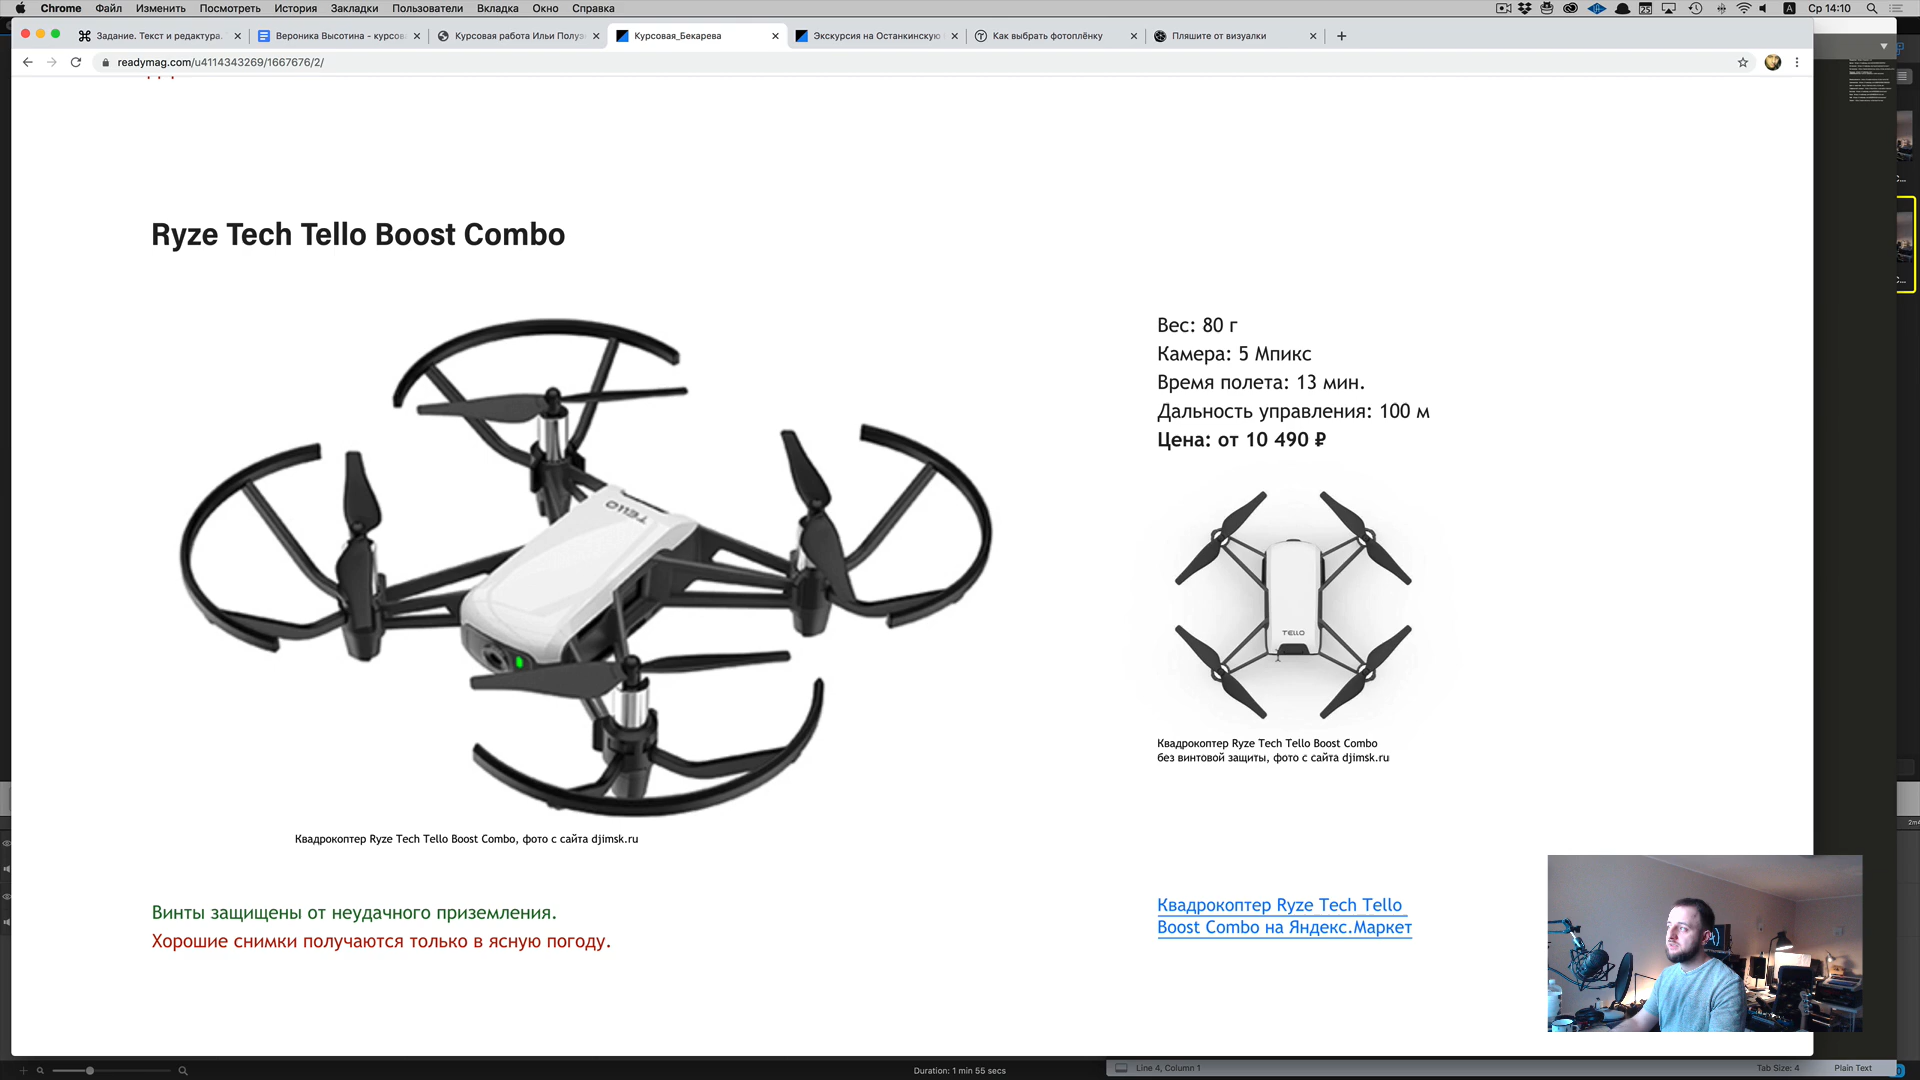 Chrome Файл Изменить Посмотреть История Закладки Пользователи Вкладка Окно Справка
25 A Ср 14:10
Задание. Текст и редактура.
Вероника Высотина - курсов
Курсовая работа Ильи Полуэ
Курсовая_Бекарева
Экскурсия на Останкинскую
Как выбрать фотоплёнку
Пляшите от визуалки
readymag.com/u4114343269/1667676/2/
Ryze Tech Tello Boost Combo
Вес: 80 г
Камера: 5 Мпикс
Время полета: 13 мин.
Дальность управления: 100 м
Цена: от 10 490 ₽
TELLO
TELLO
Квадрокоптер Ryze Tech Tello Boost Combo
без винтовой защиты, фото с сайта djimsk.ru
Квадрокоптер Ryze Tech Tello Boost Combo, фото с сайта djimsk.ru
Винты защищены от неудачного приземления.
Хорошие снимки получаются только в ясную погоду.
Квадрокоптер Ryze Tech Tello
Boost Combo на Яндекс.Маркет
Duration: 1 min 55 secs
Line 4, Column 1
Tab Size: 4
Plain Text